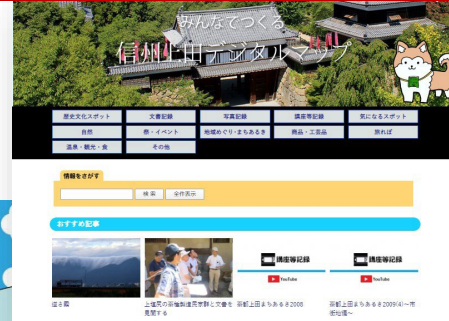 みんなでつくる
信州上田デジタルマップ
歴史文化スポット
文書記録
写真記録
講座等記録
気になるスポット
自然
祭・イベント
地域めぐり・まちあるき
商品・工芸品
旅れぽ
温泉・観光・食
その他
情報をさがす
検索
全件表示
おすすめ記事
講座等記録
YouTube
講座等記録
YouTube
上塩尻の蚕種製造民家群と文書を
見聞する
蚕都上田まちあるき2008
蚕都上田まちあるき2009(4)～市
街地編～